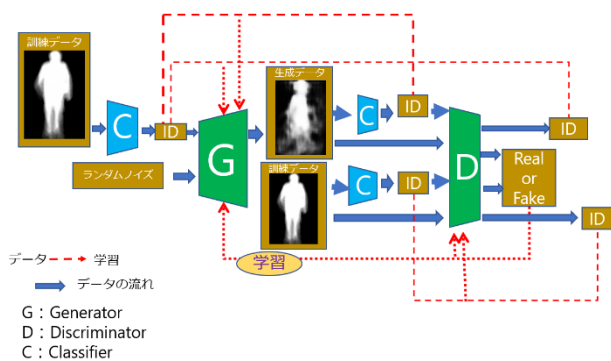 訓練データ
C
ID
ランダムノイズ
G
生成データ
C
ID
訓練データ
C
ID
D
ID
Real
or
Fake
ID
学習
データ 学習
データの流れ
G：Generator
D：Discriminator
C：Classifier